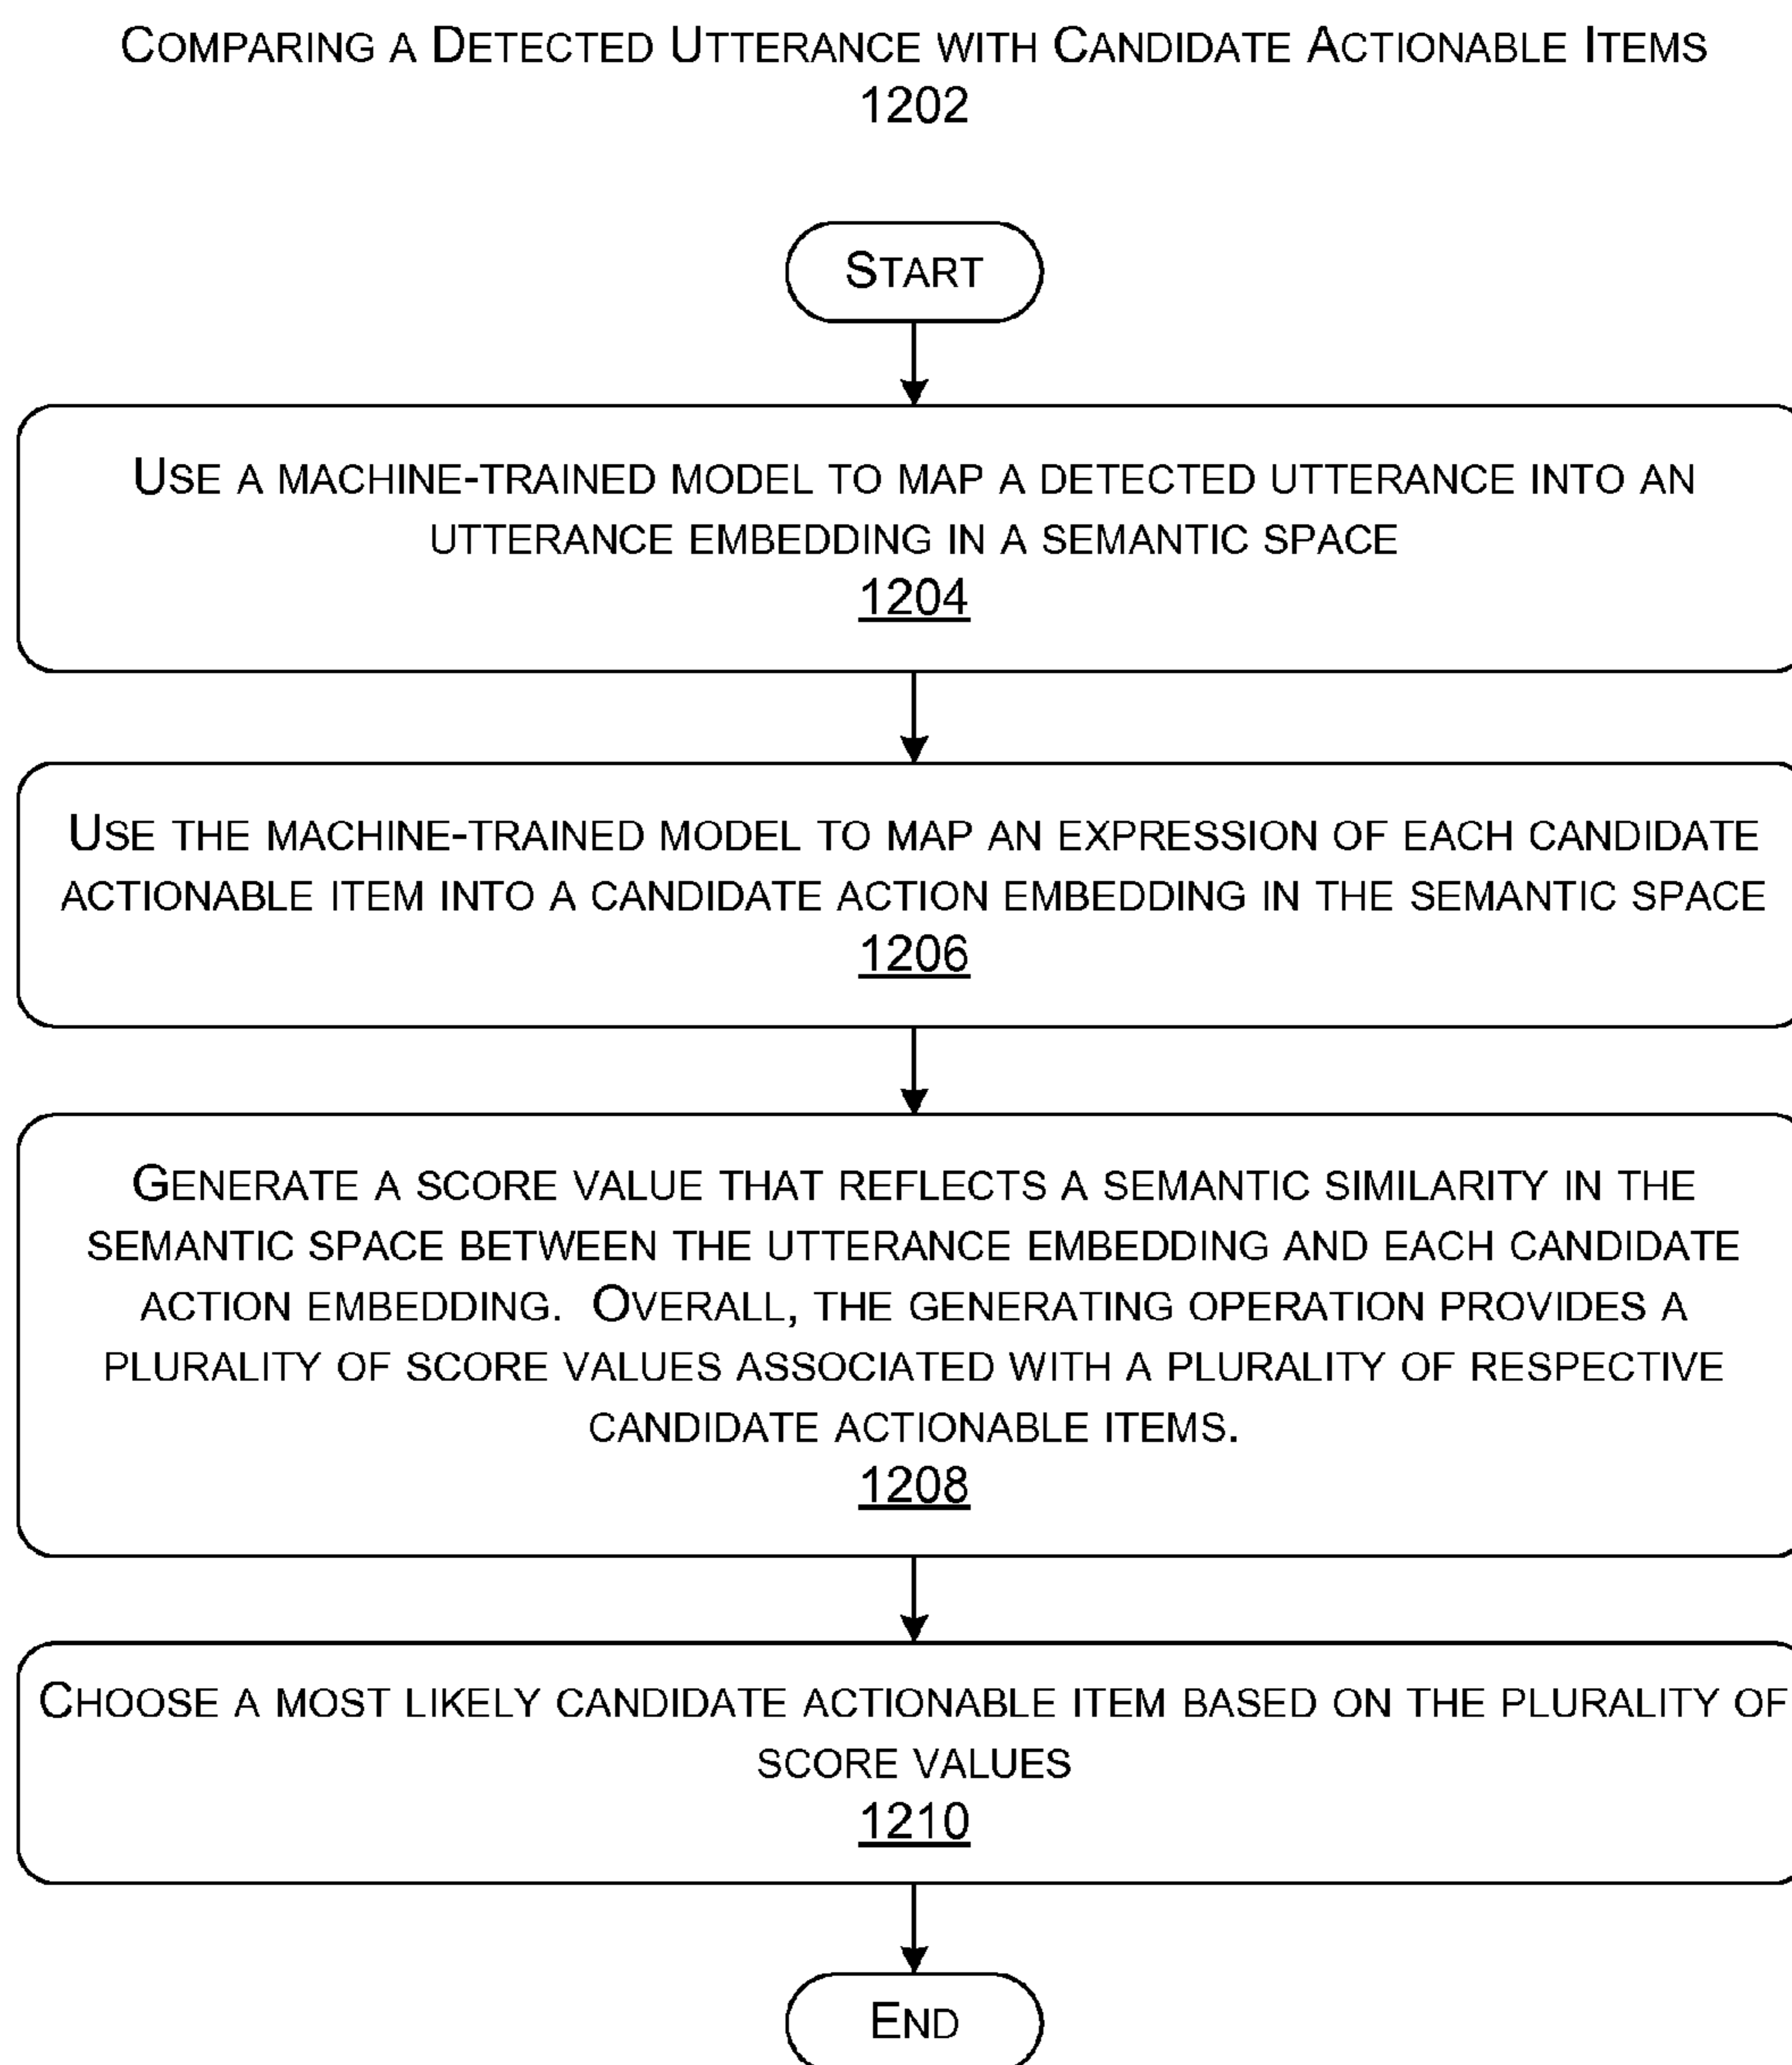 COMPARING A DETECTED UTTERANCE WITH CANDIDATE ACTIONABLE ITEMS
1202
START
USE A MACHINE-TRAINED MODEL TO MAP A DETECTED UTTERANCE INTO AN
UTTERANCE EMBEDDING IN A SEMANTIC SPACE
1204
USE THE MACHINE-TRAINED MODEL TO MAP AN EXPRESSION OF EACH CANDIDATE
ACTIONABLE ITEM INTO A CANDIDATE ACTION EMBEDDING IN THE SEMANTIC SPACE
1206
GENERATE A SCORE VALUE THAT REFLECTS A SEMANTIC SIMILARITY IN THE
SEMANTIC SPACE BETWEEN THE UTTERANCE EMBEDDING AND EACH CANDIDATE
ACTION EMBEDDING. OVERALL, THE GENERATING OPERATION PROVIDES A
PLURALITY OF SCORE VALUES ASSOCIATED WITH A PLURALITY OF RESPECTIVE
CANDIDATE ACTIONABLE ITEMS.
1208
CHOOSE A MOST LIKELY CANDIDATE ACTIONABLE ITEM BASED ON THE PLURALITY OF
SCORE VALUES
1210
END